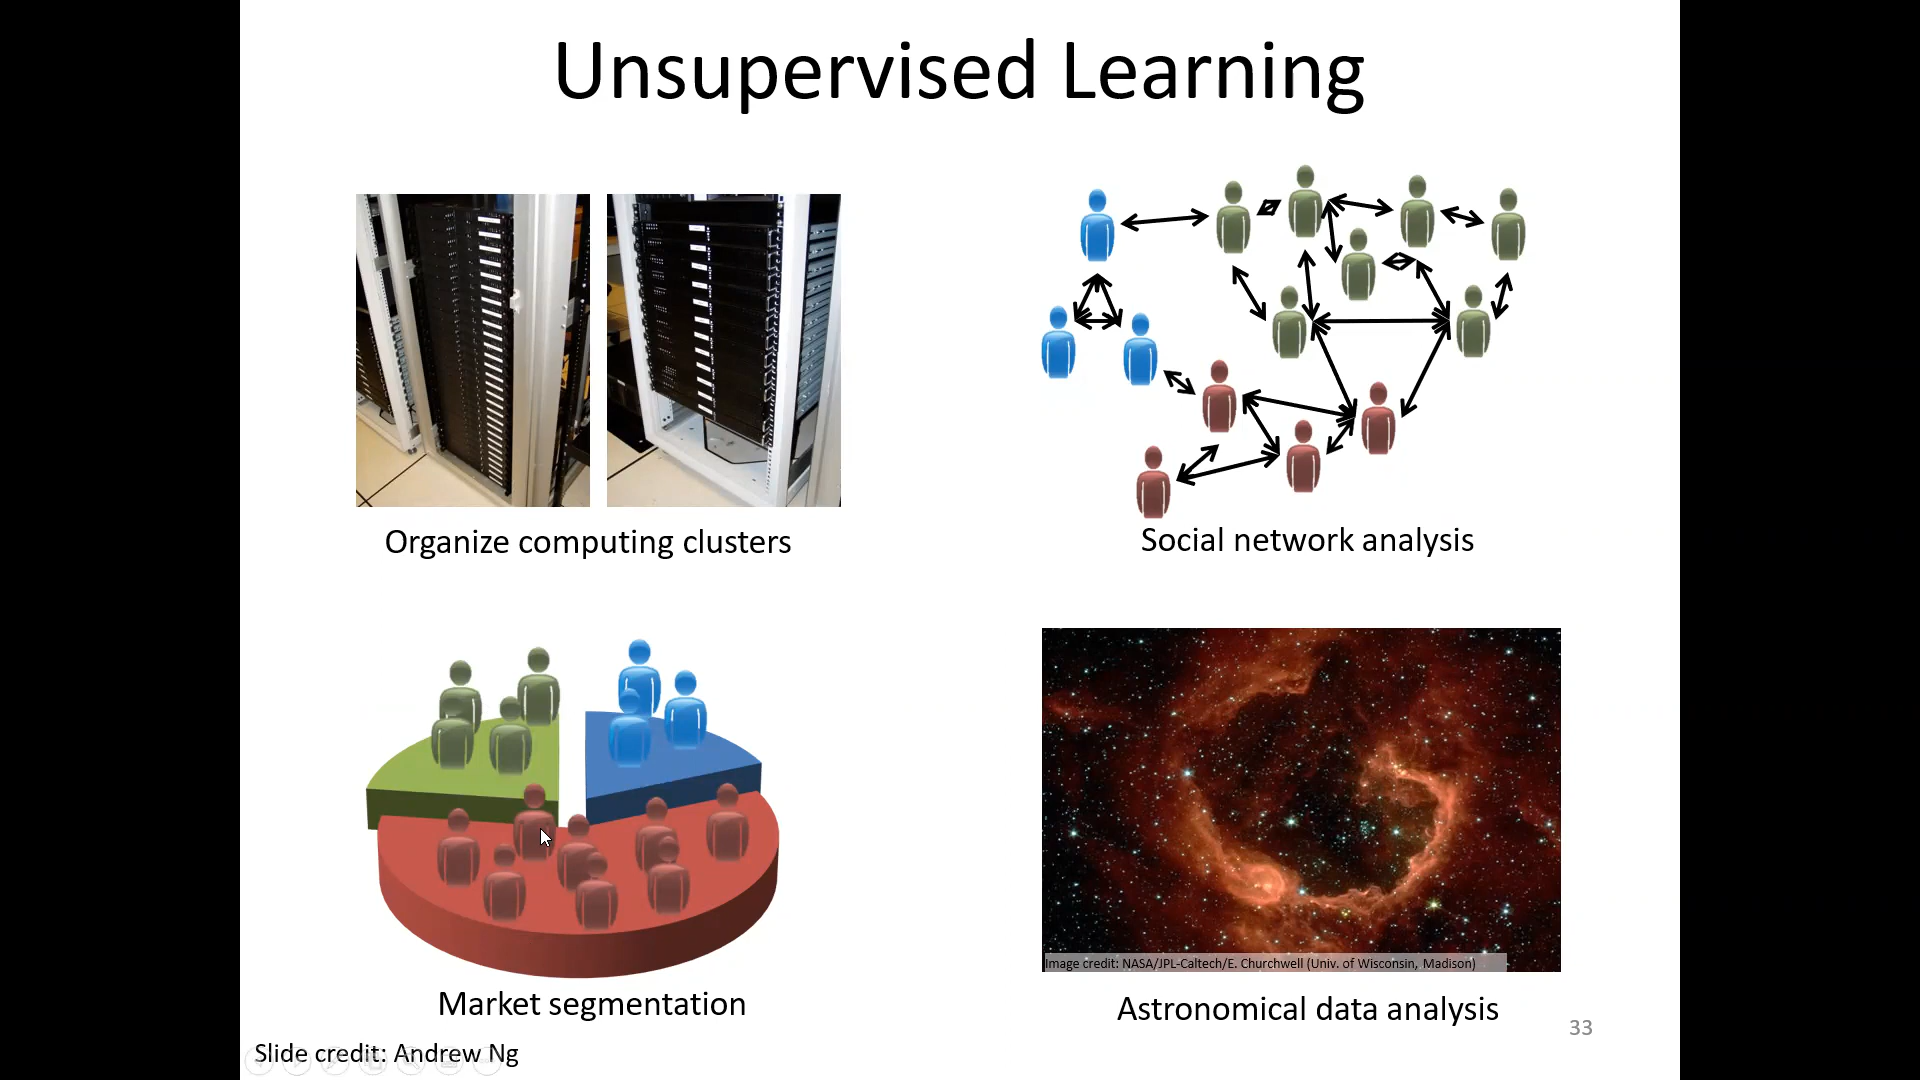 Unsupervised Learning
Organize computing clusters
Social network analysis
Market segmentation
Image credit: NASA/JPL-Caltech/E. Churchwell (Univ. of Wisconsin, Madison)
Astronomical data analysis
33
Slide credit: Andrew Ng